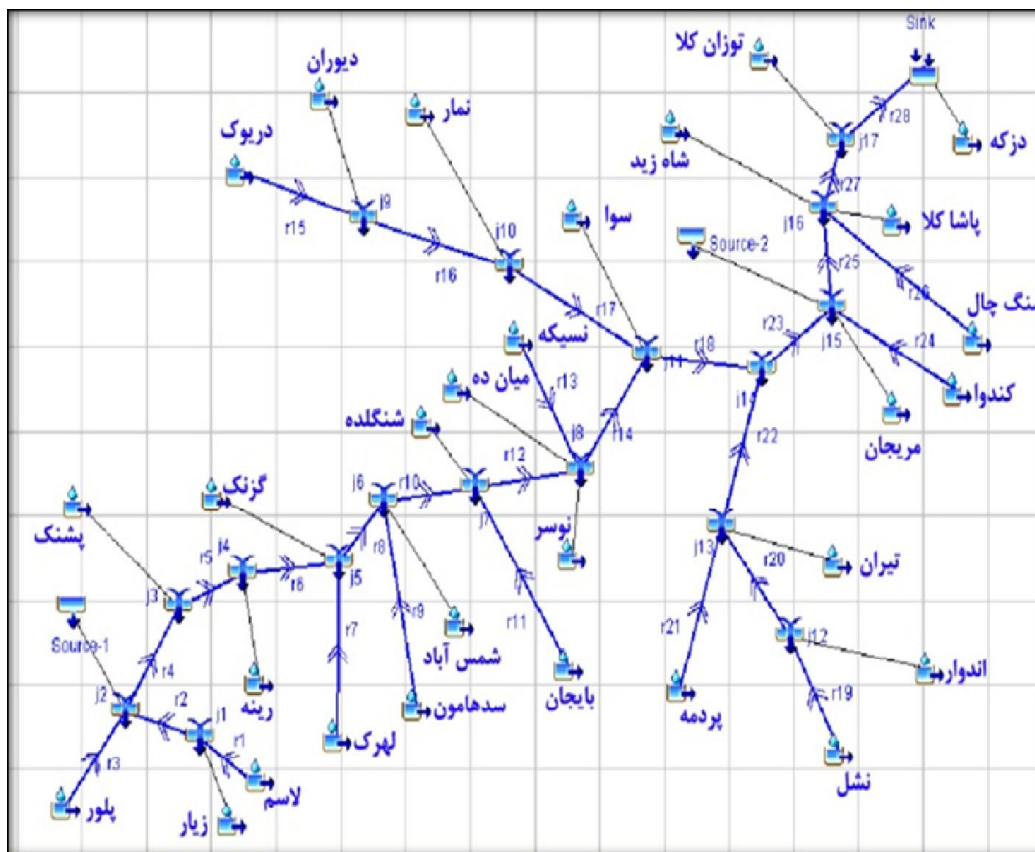 Sink
توزان کلا
دیوران
r28
نمار
j17
دزکه
شاه زید
دریوک
r27
j9
سوا
پاشا کلا
j16
r15
j10
Source-2
r25
r16
r26
نگ چال
r17
نسیکه
r23
r24
r18
j15
j11
میان ده
r13
کندوا
j14
شنگلده
مریجان
j8
r14
r22
r12
گزنک
j6
r10
پشنک
j7
r8
نوسر
j4
j13
r5
r20
تیران
r6
j5
j3
r9
r11
r7
r21
j12
Source-1
شمس آباد
r4
اندوار
بایجان
رینه
r19
j2
r2
سدهامون
پردمه
j1
لهرک
r1
r3
نشل
لاسم
پلور
زیار